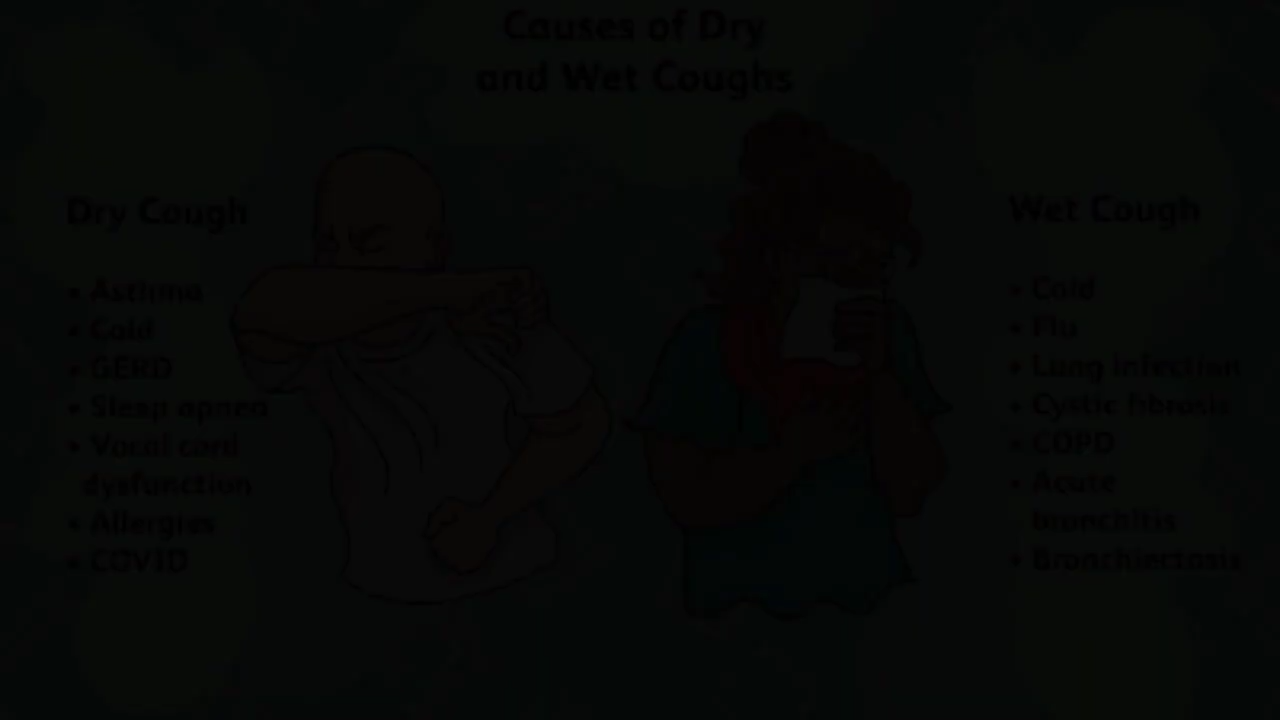 Causes of Dry
and Wet Coughs
Dry Cough
• Asthma
• Cold
• GERD
• Sleep apnea
• Vocal cord
dysfunction
• Allergies
• COVID
Wet Cough
• Cold
• Flu
• Lung infection
• Cystic fibrosis
• COPD
• Acute
bronchitis
• Bronchiectasis